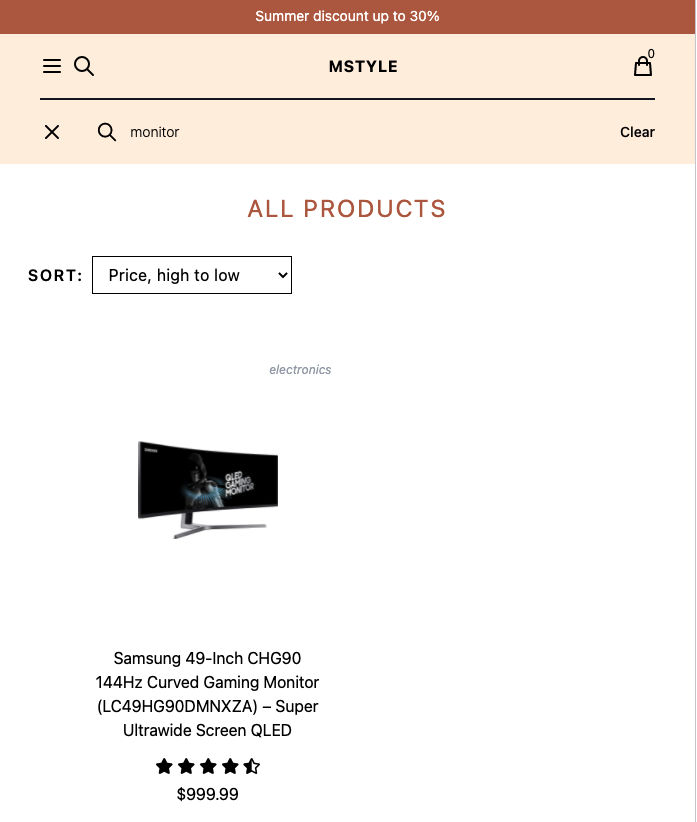 Summer discount up to 30%
MSTYLE
0
monitor
Clear
ALL PRODUCTS
SORT: Price, high to low
electronics
SAMSUNG
QLED
GAMING
MONITOR
Samsung 49-Inch CHG90
144Hz Curved Gaming Monitor
(LC49HG90DMNXZA) – Super
Ultrawide Screen QLED
$999.99